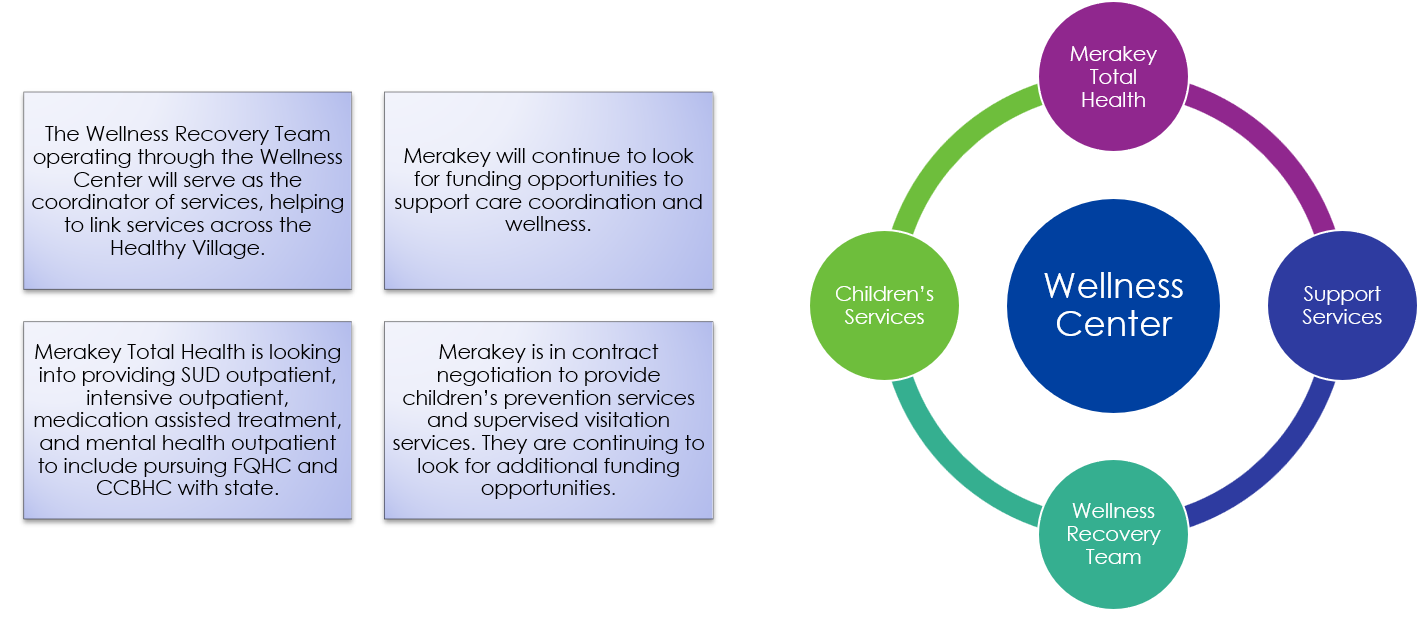 The Wellness Recovery Team
operating through the Wellness
Center will serve as the
coordinator of services, helping
to link services across the
Healthy Village.
Merakey will continue to look
for funding opportunities to
support care coordination and
wellness.
Merakey Total Health is looking
into providing SUD outpatient,
intensive outpatient,
medication assisted treatment,
and mental health outpatient
to include pursuing FQHC and
CCBHC with state.
Merakey is in contract
negotiation to provide
children’s prevention services
and supervised visitation
services. They are continuing to
look for additional funding
opportunities.
Merakey
Total
Health
Children’s
Services
Wellness
Center
Support
Services
Wellness
Recovery
Team